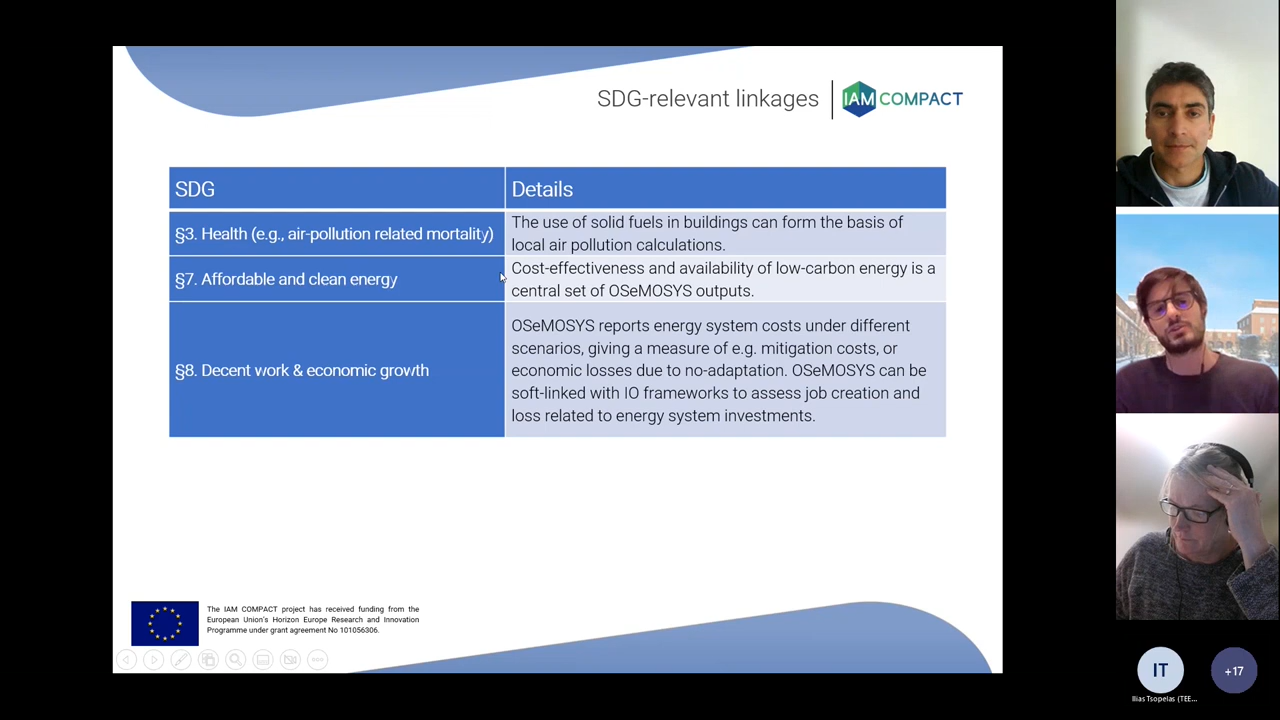 SDG-relevant linkages
IAM COMPACT
SDG
Details
§3. Health (e.g., air-pollution related mortality)
The use of solid fuels in buildings can form the basis of
local air pollution calculations.
§7. Affordable and clean energy
Cost-effectiveness and availability of low-carbon energy is a
central set of OSeMOSYS outputs.
§8. Decent work & economic growth
OSeMOSYS reports energy system costs under different
scenarios, giving a measure of e.g. mitigation costs, or
economic losses due to no-adaptation. OSeMOSYS can be
soft-linked with IO frameworks to assess job creation and
loss related to energy system investments.
The IAM COMPACT project has received funding from the
European Union's Horizon Europe Research and Innovation
Programme under grant agreement No 101056306.
IT
+17
Ilias Tsopelas (TEE...